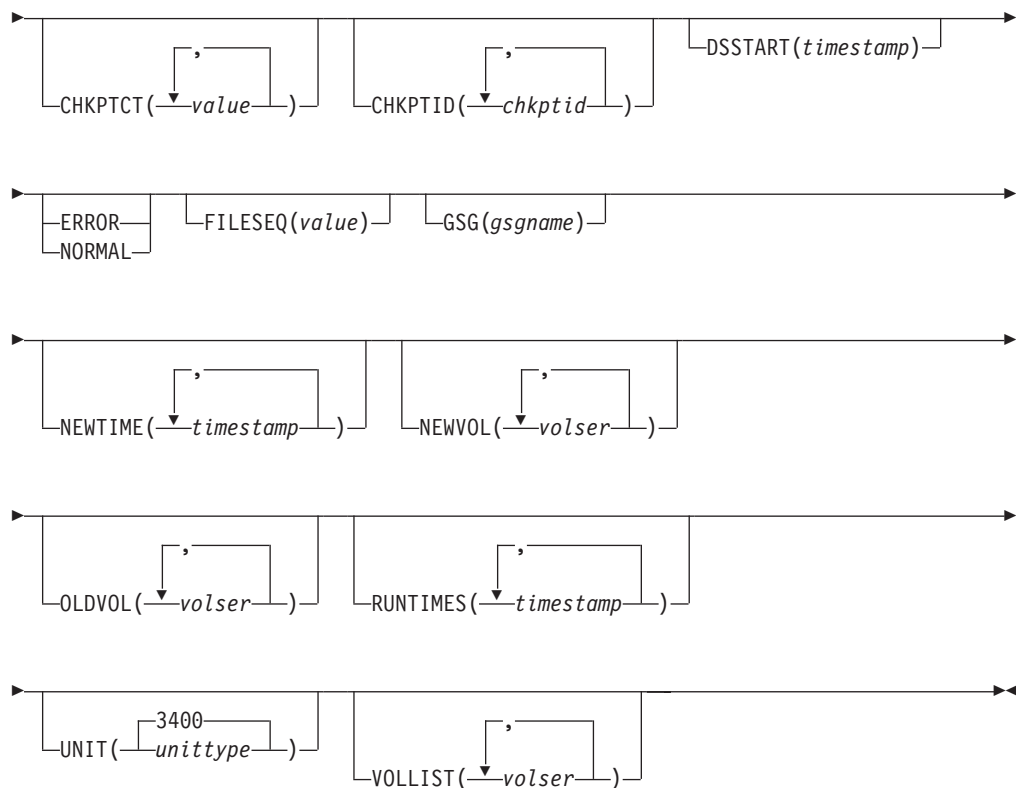 ,
,
DSSTART(timestamp)
CHKPTCT( value )
CHKPTID( chkptid )
ERROR
NORMAL
FILESEQ(value)
GSG(gsgname)
,
,
NEWTIME( timestamp )
NEWVOL( volser )
,
,
OLDVOL( volser )
RUNTIMES( timestamp )
3400
UNIT( unittype )
,
VOLLIST( volser )